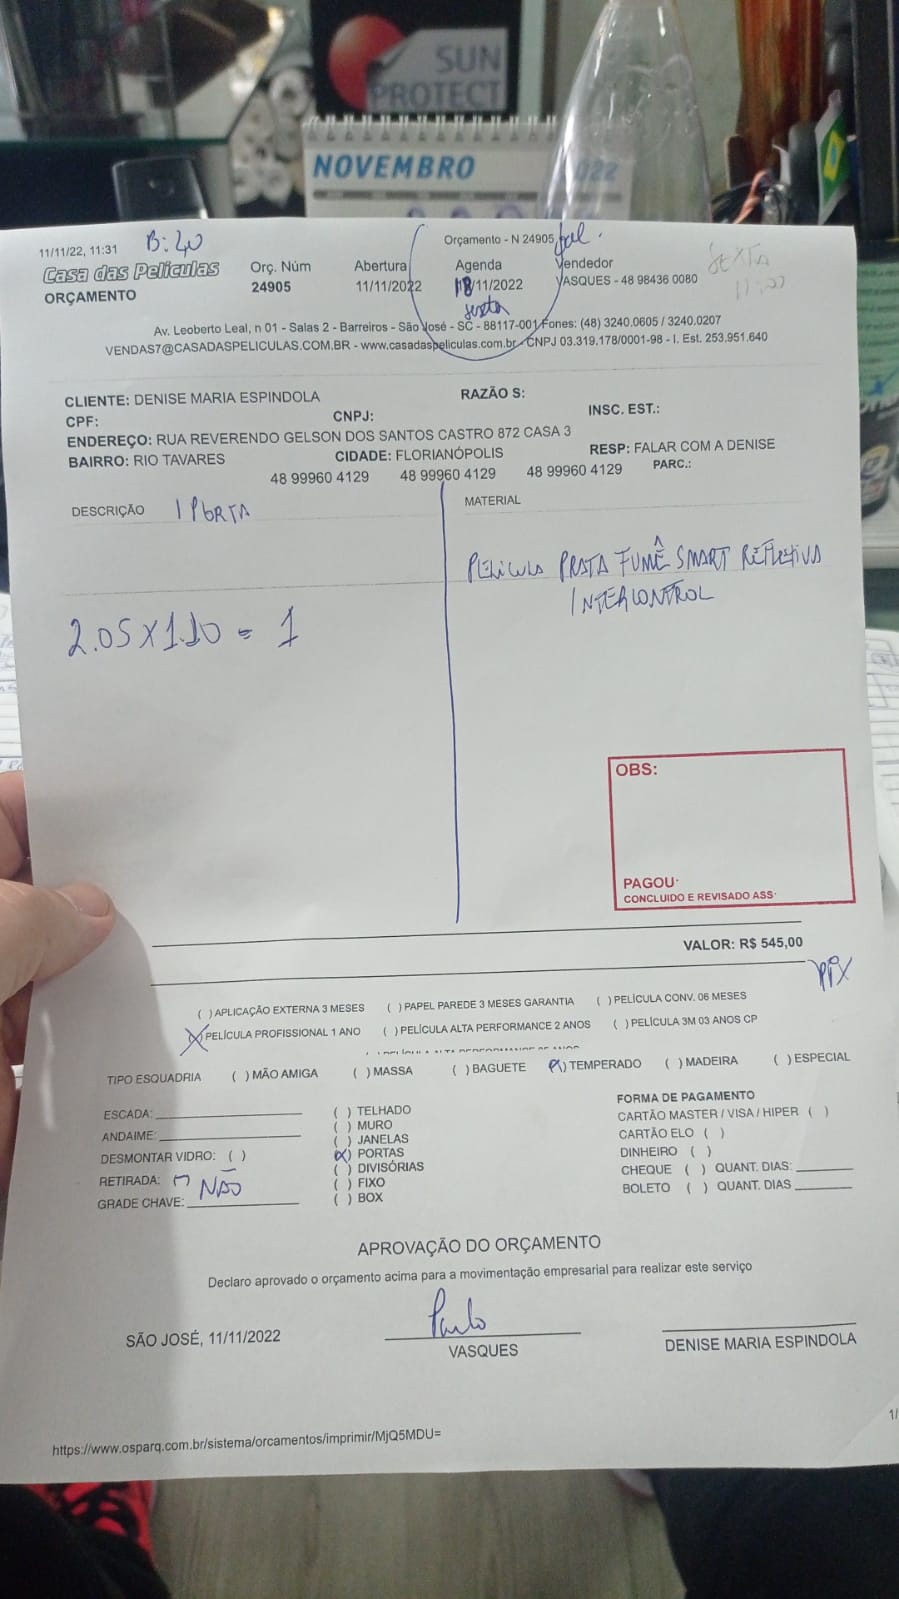 SUN
PROTECT
NOVEMBRO
2022
11/11/22, 11:31
Orçamento - N 24905
Casa das Películas
ORÇAMENTO
Orç. Núm
24905
Abertura
11/11/2022
Agenda
18/11/2022
sexta
Vendedor
VASQUES - 48 98436 0080
SEXTA
Av. Leoberto Leal, n 01 - Salas 2 - Barreiros - São José - SC - 88117-001 Fones: (48) 3240.0605 / 3240.0207
VENDAS7@CASADASPELICULAS.COM.BR - www.casadaspeliculas.com.br - CNPJ 03.319.178/0001-98 - I. Est. 253.951.640
CLIENTE: DENISE MARIA ESPINDOLA RAZÃO S:
CPF: CNPJ: INSC. EST.:
ENDEREÇO: RUA REVERENDO GELSON DOS SANTOS CASTRO 872 CASA 3
BAIRRO: RIO TAVARES CIDADE: FLORIANÓPOLIS RESP: FALAR COM A DENISE
48 99960 4129 48 99960 4129 48 99960 4129 PARC.:
DESCRIÇÃO 1 PORTA
2.05 X 1.10 = 1
MATERIAL
PELICULA PRATA FUMÊ SMART REFLETIVA
INTERCONTROL
OBS:
PAGOU:
CONCLUIDO E REVISADO ASS:
VALOR: R$ 545,00
PIX
( ) APLICAÇÃO EXTERNA 3 MESES ( ) PAPEL PAREDE 3 MESES GARANTIA ( ) PELÍCULA CONV. 06 MESES
(X) PELÍCULA PROFISSIONAL 1 ANO ( ) PELÍCULA ALTA PERFORMANCE 2 ANOS ( ) PELÍCULA 3M 03 ANOS CP
TIPO ESQUADRIA ( ) MÃO AMIGA ( ) MASSA ( ) BAGUETE (X) TEMPERADO ( ) MADEIRA ( ) ESPECIAL
ESCADA:
ANDAIME:
DESMONTAR VIDRO: ( )
RETIRADA: NÃO
GRADE CHAVE:
( ) TELHADO
( ) MURO
( ) JANELAS
(X) PORTAS
( ) DIVISÓRIAS
( ) FIXO
( ) BOX
FORMA DE PAGAMENTO
CARTÃO MASTER / VISA / HIPER ( )
CARTÃO ELO ( )
DINHEIRO ( )
CHEQUE ( ) QUANT. DIAS:
BOLETO ( ) QUANT. DIAS
APROVAÇÃO DO ORÇAMENTO
Declaro aprovado o orçamento acima para a movimentação empresarial para realizar este serviço
SÃO JOSÉ, 11/11/2022
Paulo
VASQUES
DENISE MARIA ESPINDOLA
1/
https://www.osparq.com.br/sistema/orcamentos/imprimir/MjQ5MDU=